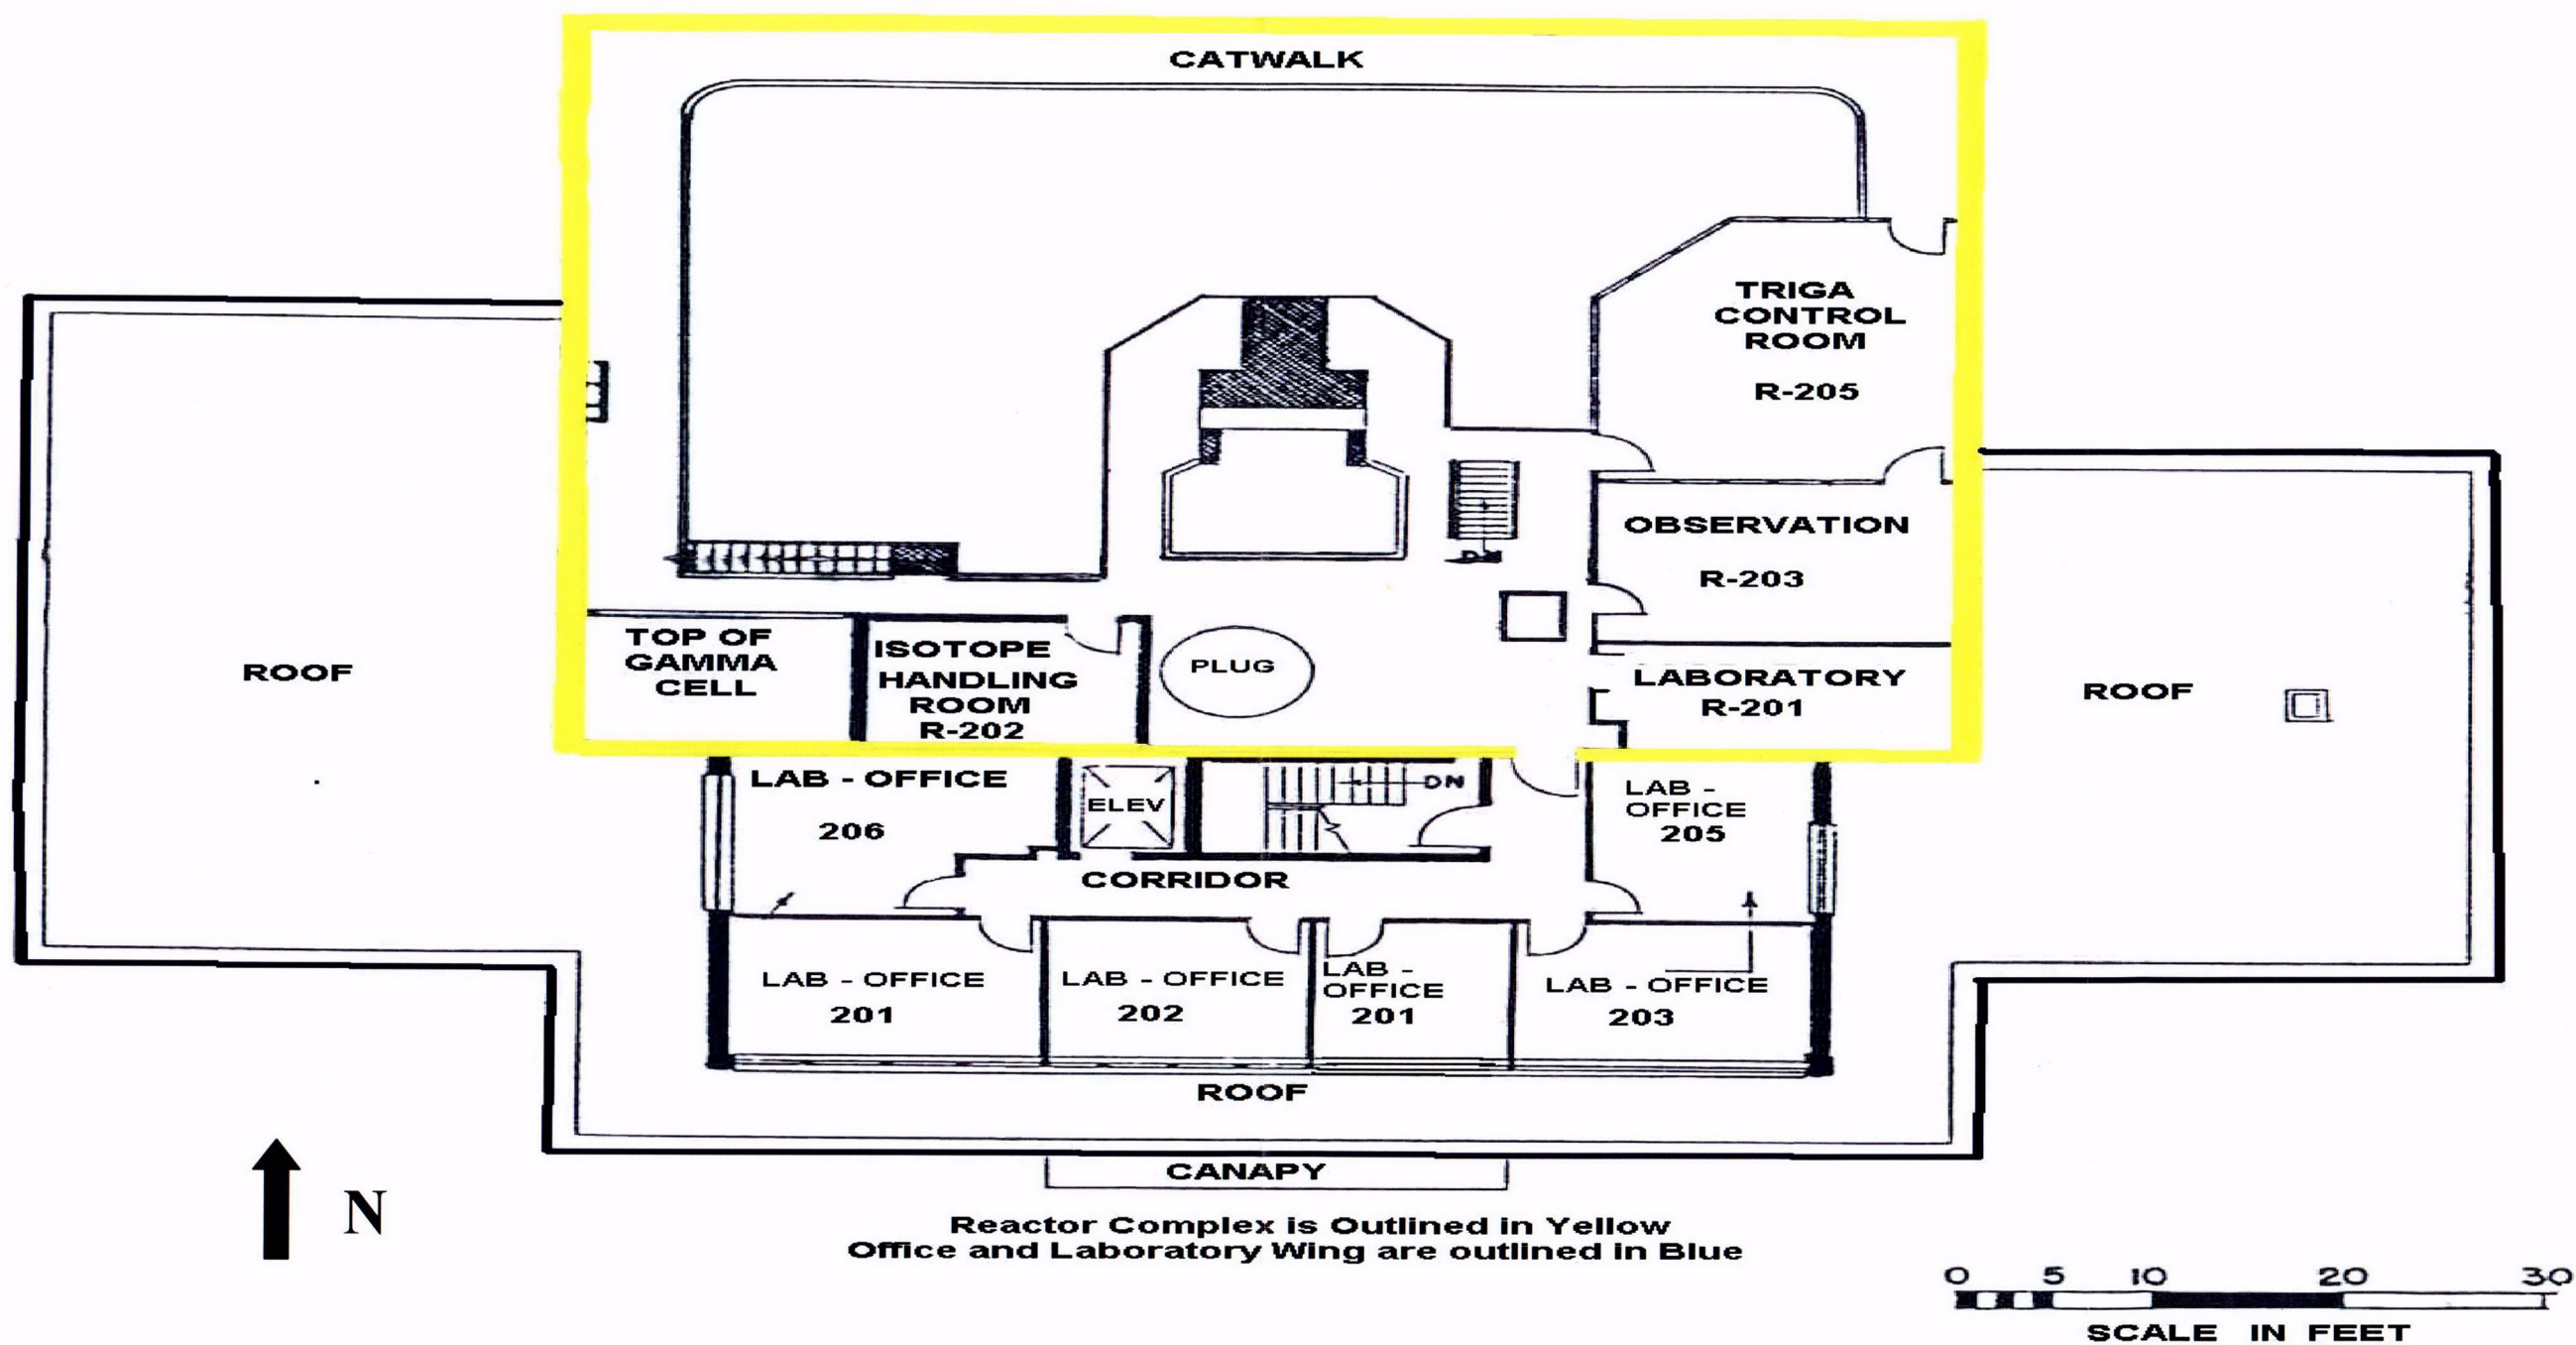 CATWALK
TRIGA
CONTROL
ROOM
R-205
OBSERVATION
R-203
DN
TOP OF
GAMMA
CELL
ISOTOPE
HANDLING
ROOM
R-202
PLUG
LABORATORY
R-201
ROOF
ROOF
LAB - OFFICE
206
ELEV
DN
LAB -
OFFICE
205
CORRIDOR
LAB - OFFICE
201
LAB - OFFICE
202
LAB -
OFFICE
201
LAB - OFFICE
203
ROOF
CANAPY
N
Reactor Complex is Outlined in Yellow
Office and Laboratory Wing are outlined in Blue
0 5 10 20 30
SCALE IN FEET